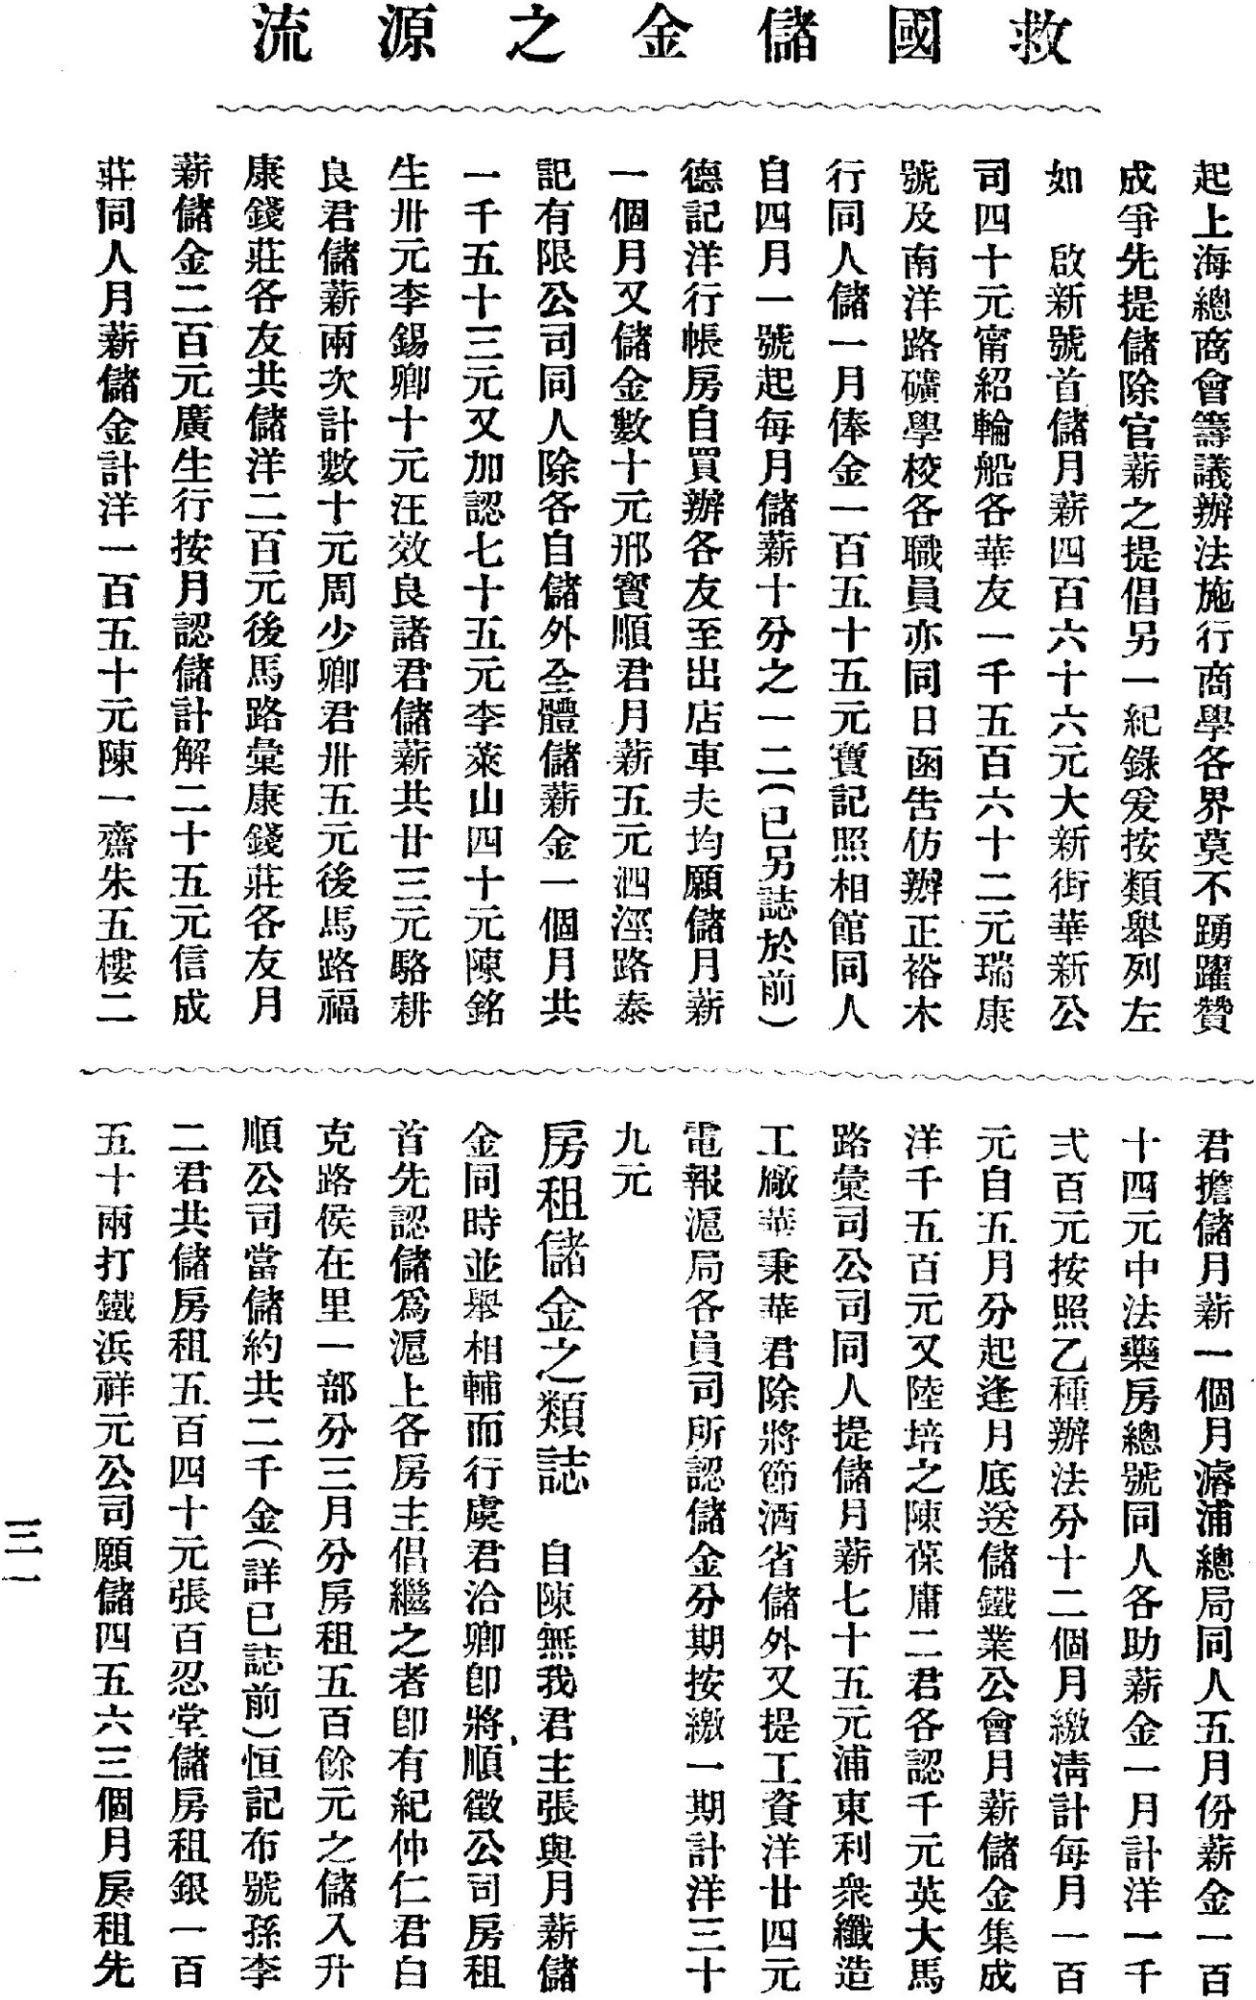 救國儲金之源流
起上海總商會籌議辦法施行商學各界莫不踴躍贊
成爭先提儲除官薪之提倡另一紀錄爰按類舉列左
如　啟新號首儲月薪四百六十六元大新街華新公
司四十元甯紹輪船各華友一千五百六十二元瑞康
號及南洋路礦學校各職員亦同日函告仿辦正裕木
行同人儲一月俸金一百五十五元寶記照相館同人
自四月一號起每月儲薪十分之一二(已另誌於前)
德記洋行帳房自買辦各友至出店車夫均願儲月薪
一個月又儲金數十元邢寳順君月薪五元泗涇路泰
記有限公司同人除各自儲外全體儲薪金一個月共
一千五十三元又加認七十五元李萊山四十元陳銘
生卅元李錫卿十元汪效良諸君儲薪共廿三元駱耕
良君儲薪兩次計數十元周少卿君卅五元後馬路福
康錢莊各友共儲洋二百元後馬路彙康錢莊各友月
薪儲金二百元廣生行按月認儲計解二十五元信成
莊同人月薪儲金計洋一百五十元陳一齋朱五樓二
君擔儲月薪一個月濬浦總局同人五月份薪金一百
十四元中法藥房總號同人各助薪金一月計洋一千
弍百元按照乙種辦法分十二個月繳淸計每月一百
元自五月分起逢月底送儲鐵業公會月薪儲金集成
洋千五百元又陸培之陳葆庸二君各認千元英大馬
路彙司公司同人提儲月薪七十五元浦東利衆纖造
工廠華秉華君除將節酒省儲外又提工資洋廿四元
電報滬局各員司所認儲金分期按繳一期計洋三十
九元
房租儲金之類誌　自陳無我君主張與月薪儲
金同時並舉相輔而行虞君洽卿卽將順徵公司房租
首先認儲爲滬上各房主倡繼之者卽有紀仲仁君白
克路侯在里一部分三月分房租五百餘元之儲入升
順公司當儲約共二千金(詳已誌前)恒記布號孫李
二君共儲房租五百四十元張百忍堂儲房租銀一百
五十兩打鐵浜祥元公司願儲四五六三個月房租先
三一